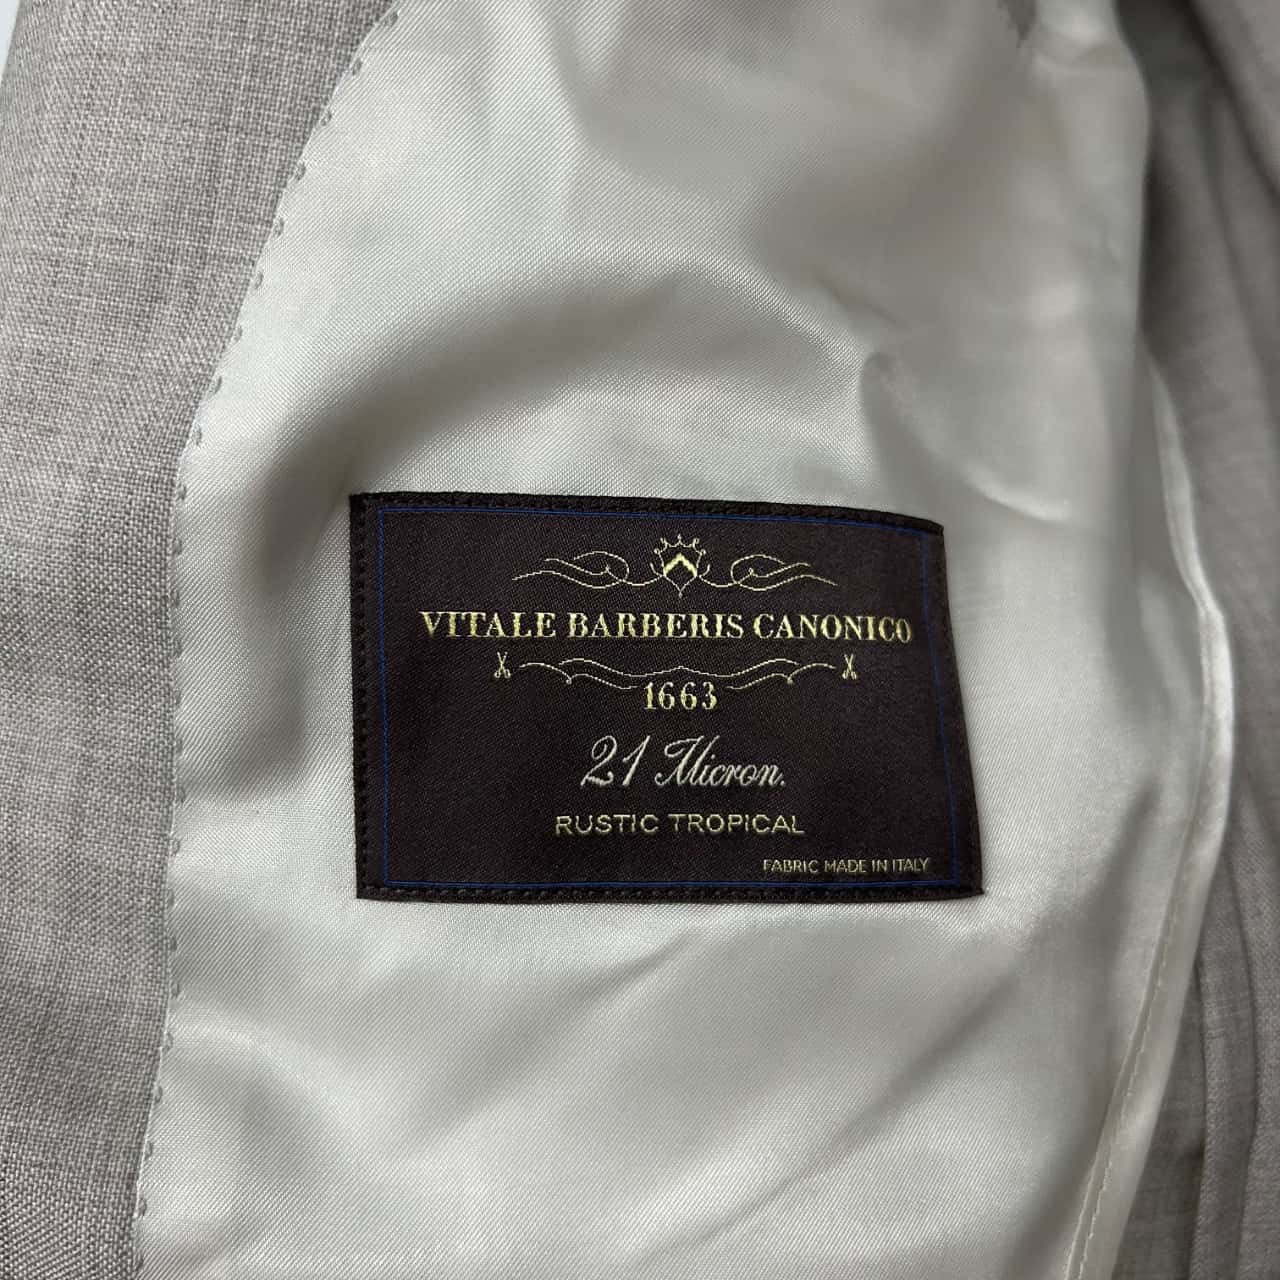 VITALE BARBERIS CANONICO
1663
21 Micron.
RUSTIC TROPICAL
FABRIC MADE IN ITALY